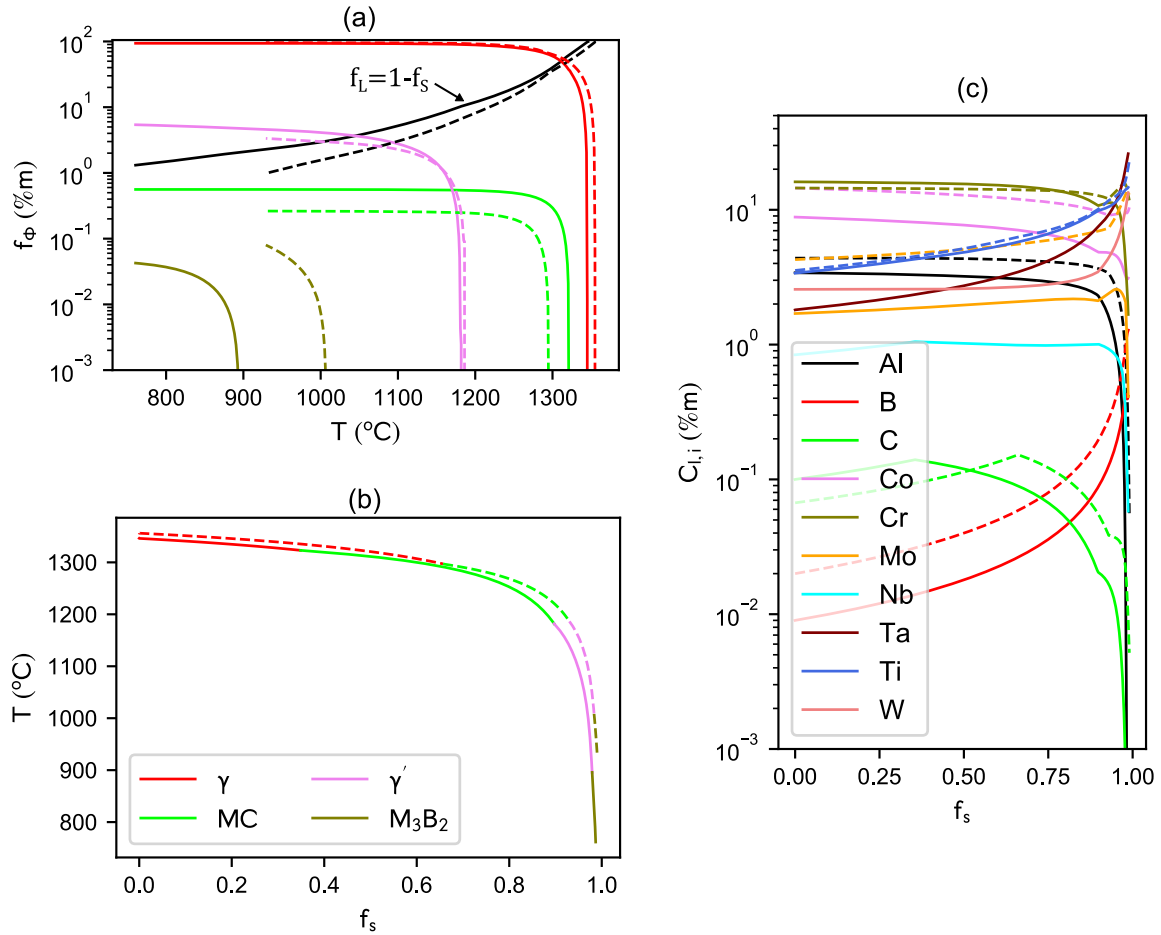 (a)
10²
10¹
10⁰
10⁻¹
10⁻²
10⁻³
f_Φ (%m)
f_L=1-f_S
800 900 1000 1100 1200 1300
T (°C)
(b)
1300
1200
1100
1000
900
800
T (°C)
γ γ′
MC M₃B₂
0.0 0.2 0.4 0.6 0.8 1.0
f_s
(c)
10¹
10⁰
10⁻¹
10⁻²
10⁻³
C_l,i (%m)
Al
B
C
Co
Cr
Mo
Nb
Ta
Ti
W
0.00 0.25 0.50 0.75 1.00
f_s